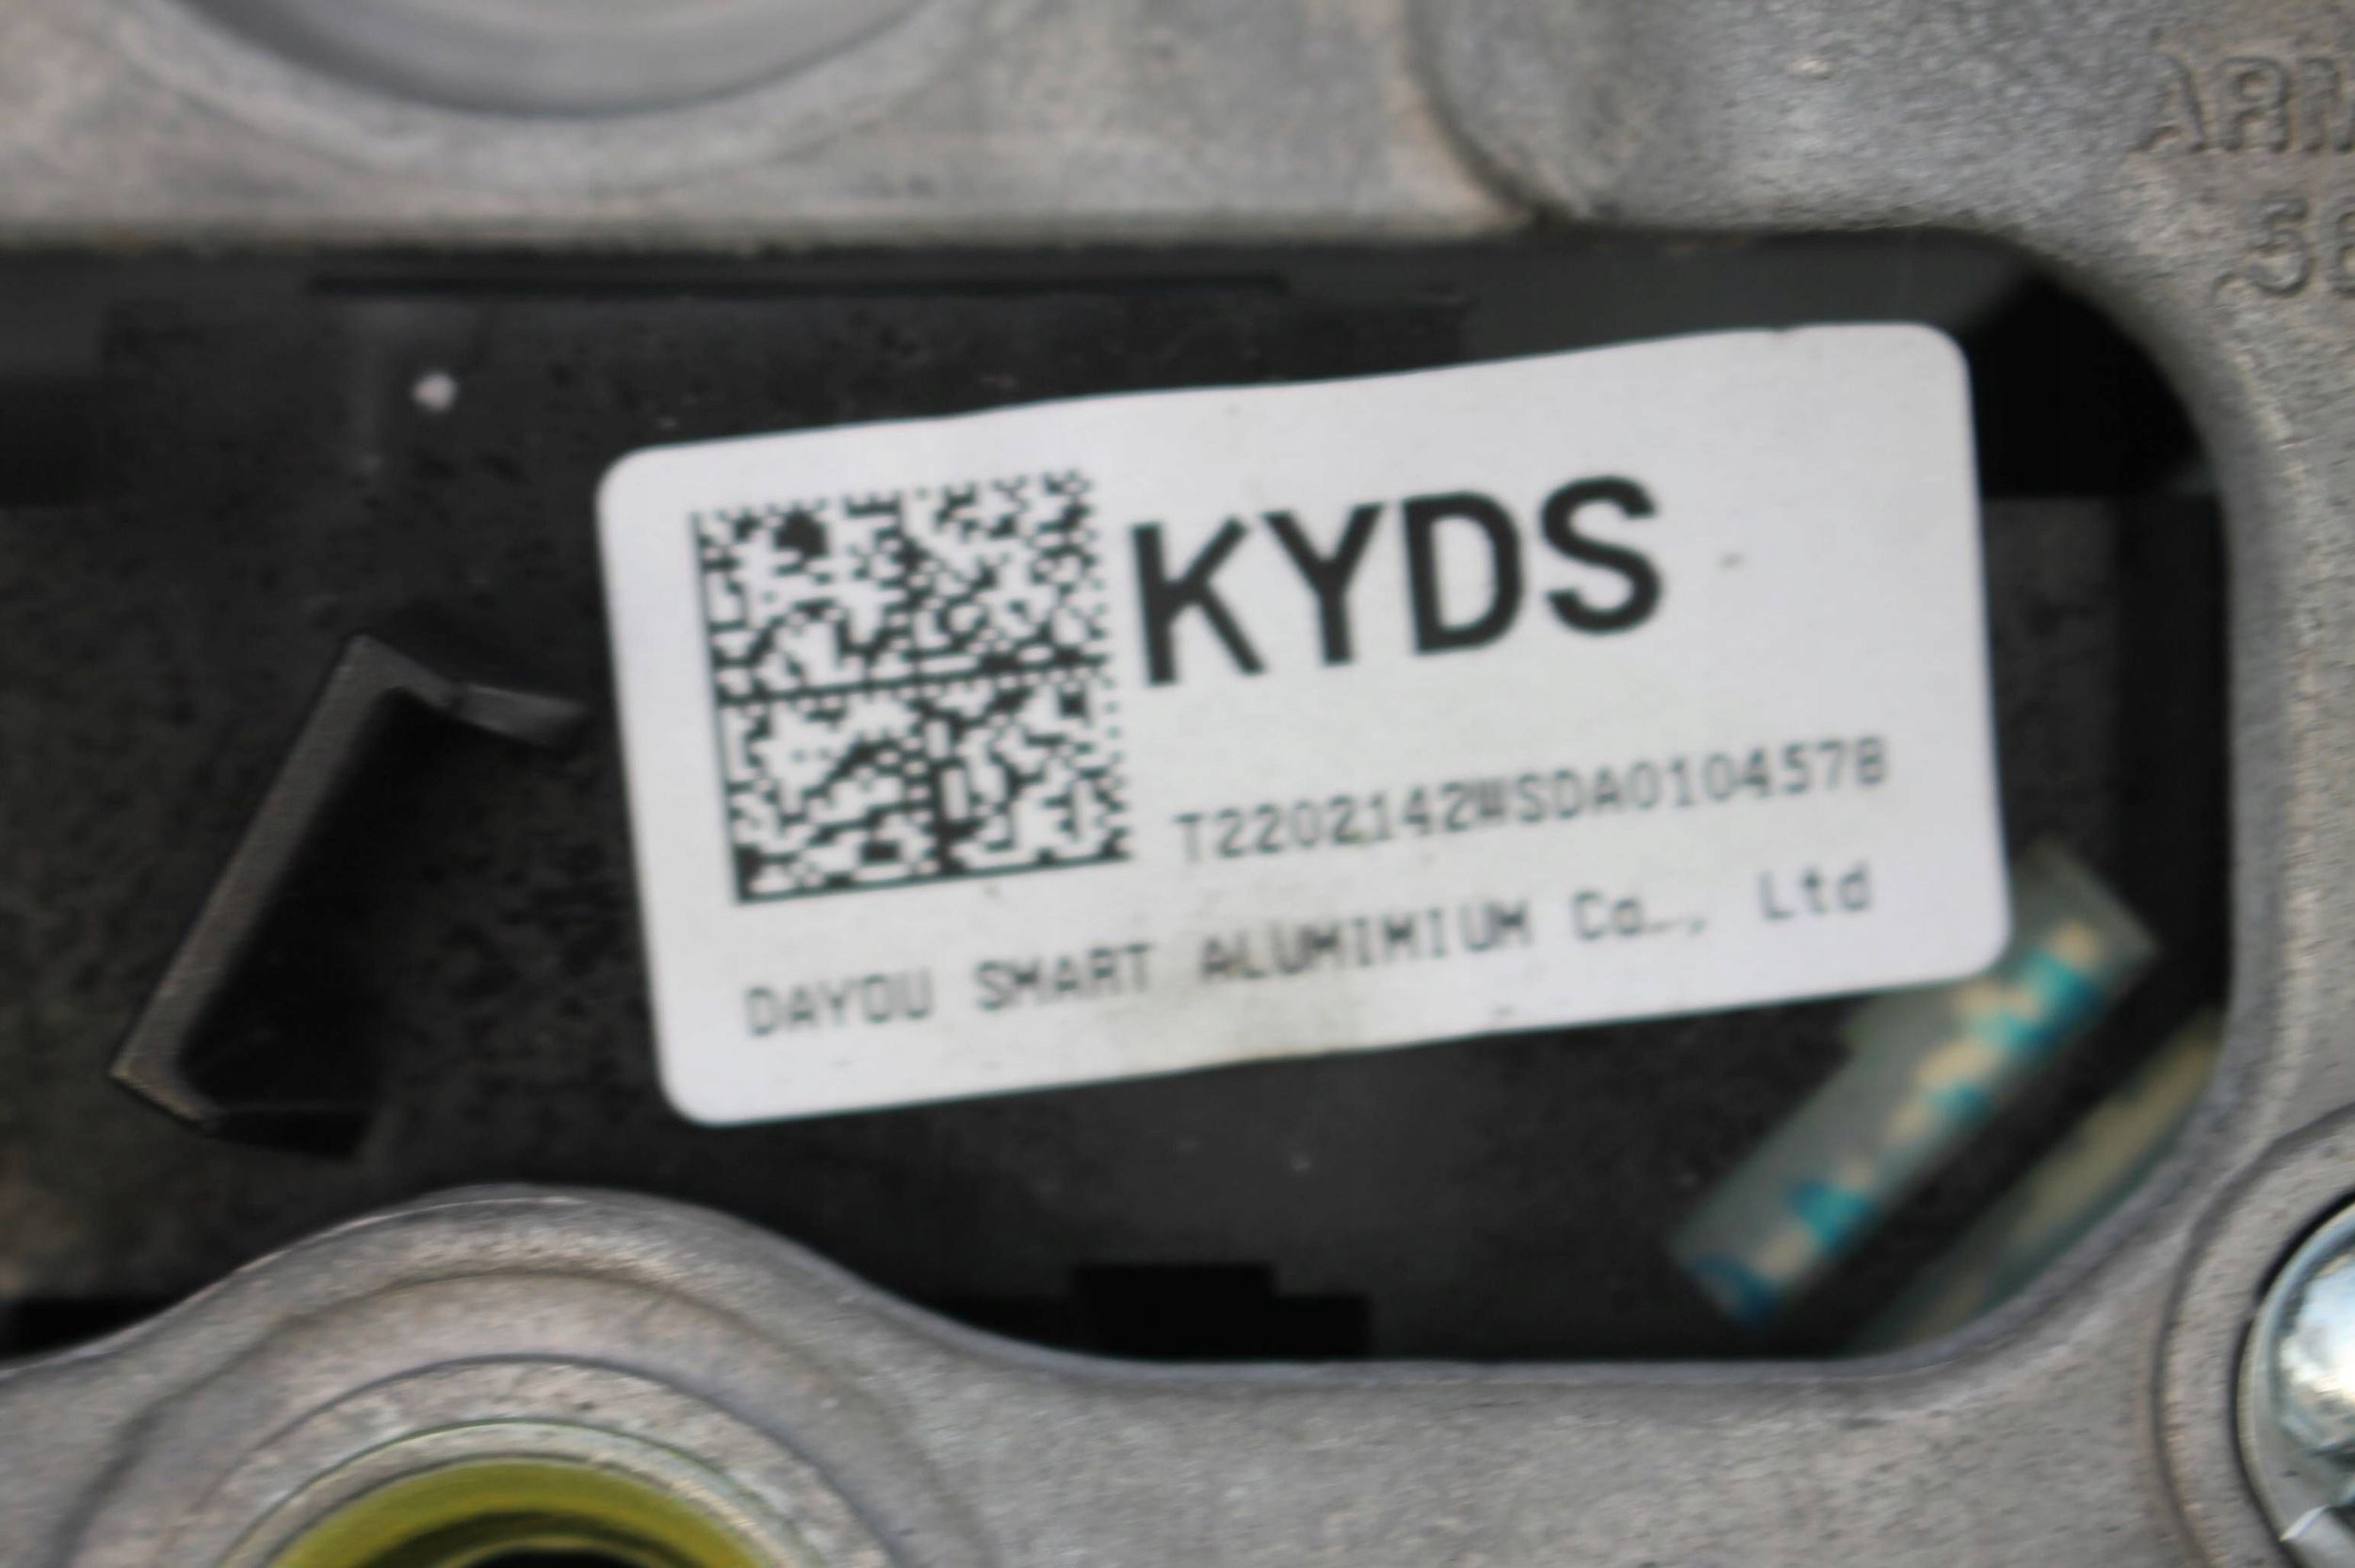 KYDS
T2202142WSDA0104578
DAYOU SMART ALUMIMIUM Co., Ltd